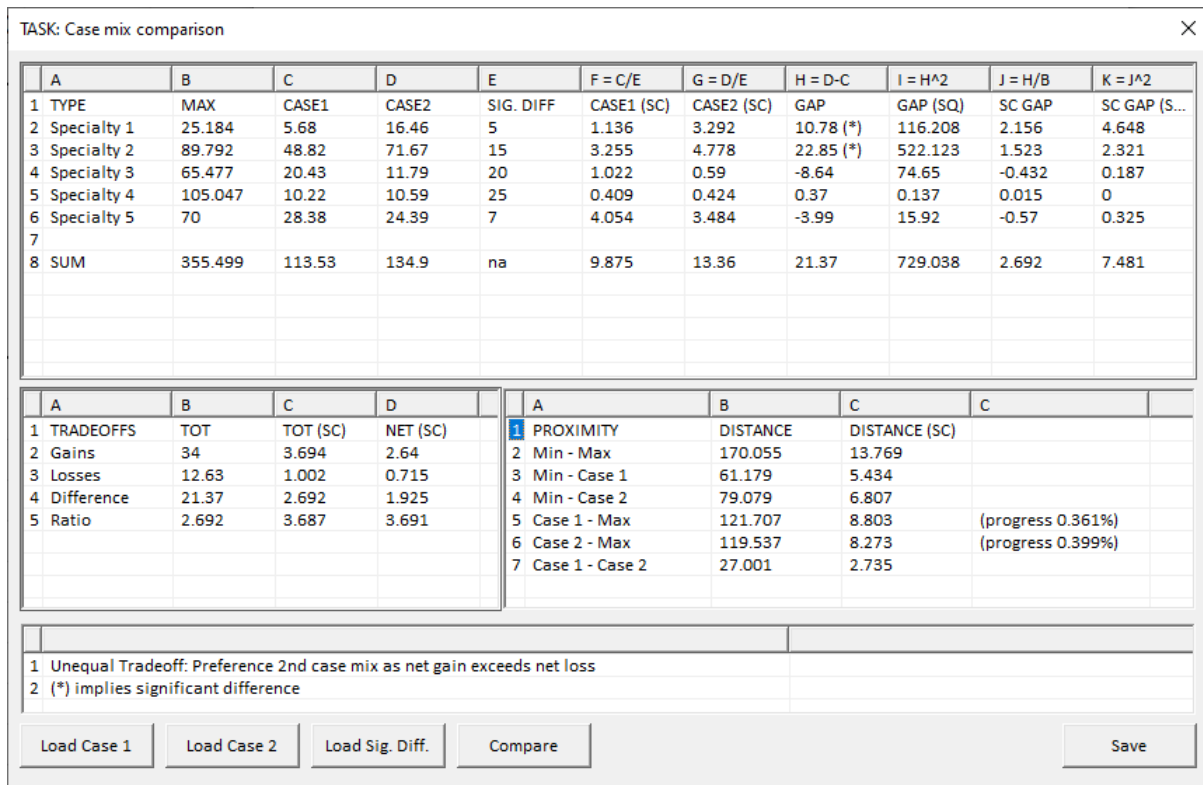 TASK: Case mix comparison
A B C D E F = C/E G = D/E H = D-C I = H^2 J = H/B K = J^2
1 TYPE MAX CASE1 CASE2 SIG. DIFF CASE1 (SC) CASE2 (SC) GAP GAP (SQ) SC GAP SC GAP (S...
2 Specialty 1 25.184 5.68 16.46 5 1.136 3.292 10.78 (*) 116.208 2.156 4.648
3 Specialty 2 89.792 48.82 71.67 15 3.255 4.778 22.85 (*) 522.123 1.523 2.321
4 Specialty 3 65.477 20.43 11.79 20 1.022 0.59 -8.64 74.65 -0.432 0.187
5 Specialty 4 105.047 10.22 10.59 25 0.409 0.424 0.37 0.137 0.015 0
6 Specialty 5 70 28.38 24.39 7 4.054 3.484 -3.99 15.92 -0.57 0.325
7
8 SUM 355.499 113.53 134.9 na 9.875 13.36 21.37 729.038 2.692 7.481
A B C D
1 TRADEOFFS TOT TOT (SC) NET (SC)
2 Gains 34 3.694 2.64
3 Losses 12.63 1.002 0.715
4 Difference 21.37 2.692 1.925
5 Ratio 2.692 3.687 3.691
A B C C
1 PROXIMITY DISTANCE DISTANCE (SC)
2 Min - Max 170.055 13.769
3 Min - Case 1 61.179 5.434
4 Min - Case 2 79.079 6.807
5 Case 1 - Max 121.707 8.803 (progress 0.361%)
6 Case 2 - Max 119.537 8.273 (progress 0.399%)
7 Case 1 - Case 2 27.001 2.735
1 Unequal Tradeoff: Preference 2nd case mix as net gain exceeds net loss
2 (*) implies significant difference
Load Case 1 Load Case 2 Load Sig. Diff. Compare Save